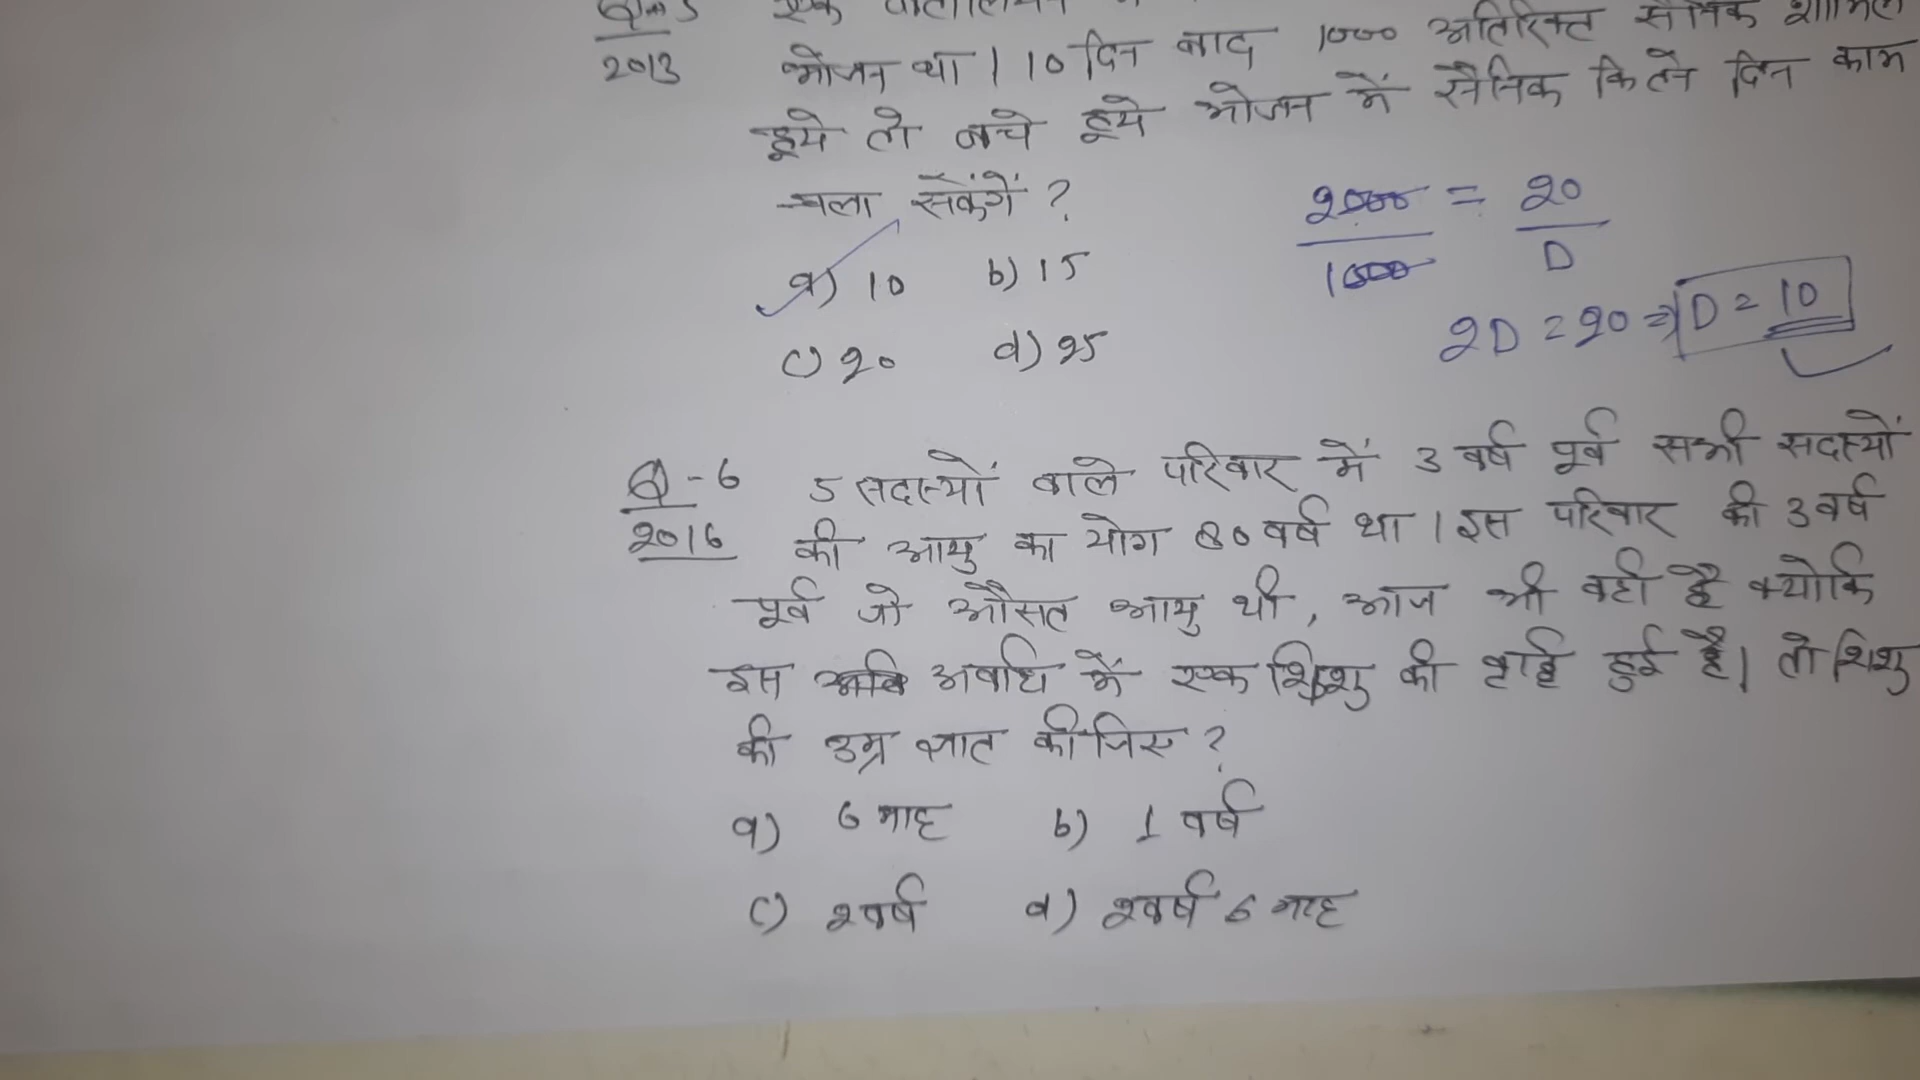 Q-5 एक
2013 भोजन था। 10 दिन बाद 1000 अतिरिक्त सैनिक शामिल
हुये तो बचे हुये भोजन में सैनिक कितने दिन काम
चला सकेंगें?
a) 10 b) 15
c) 20 d) 25
2000/1000 = 20/D
2D = 20 ⇒ D = 10
Q-6 5 सदस्यों वाले परिवार में 3 वर्ष पूर्व सभी सदस्यों
2016 की आयु का योग 80 वर्ष था। इस परिवार की 3 वर्ष
पूर्व जो औसत आयु थी, आज भी वही है क्योकि
इस अवधि में एक शिशु की वृद्धि हुई है। तो शिशु
की उम्र ज्ञात कीजिए?
a) 6 माह b) 1 वर्ष
c) 2 वर्ष d) 2 वर्ष 6 माह